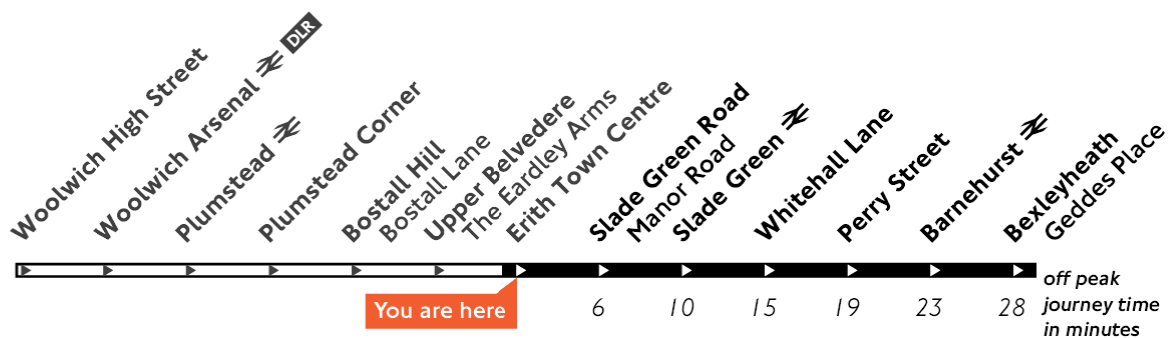 Woolwich High Street
Woolwich Arsenal DLR
Plumstead
Plumstead Corner
Bostall Hill
Bostall Lane
Upper Belvedere
The Eardley Arms
Erith Town Centre
Slade Green Road
Manor Road
Slade Green
Whitehall Lane
Perry Street
Barnehurst
Bexleyheath
Geddes Place
You are here
6 10 15 19 23 28
off peak
journey time
in minutes